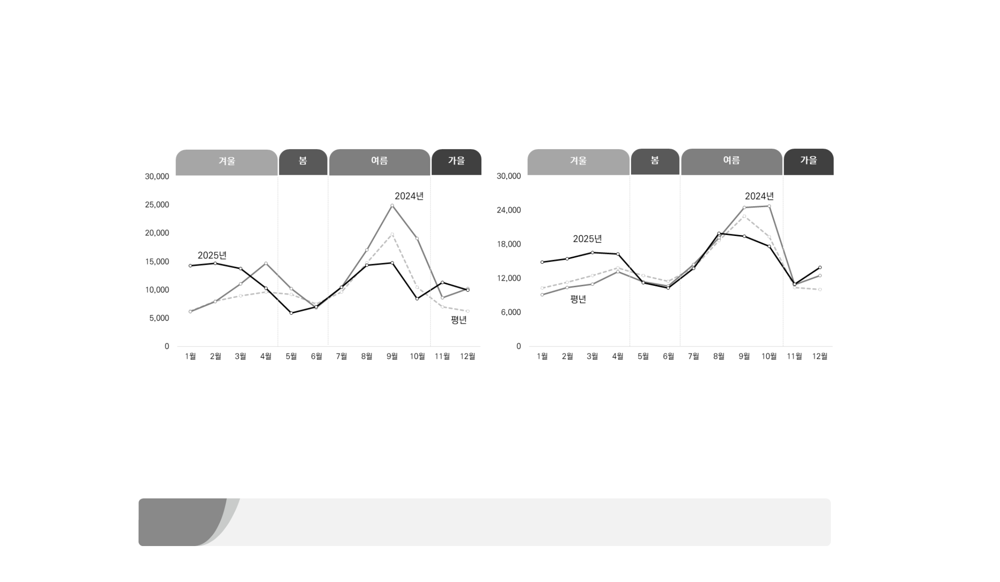 겨울
봄
여름
가을
30,000
25,000
20,000
15,000
10,000
5,000
0
2024년
2025년
평년
1월 2월 3월 4월 5월 6월 7월 8월 9월 10월 11월 12월
겨울
봄
여름
가을
30,000
24,000
18,000
12,000
6,000
0
2024년
2025년
평년
1월 2월 3월 4월 5월 6월 7월 8월 9월 10월 11월 12월